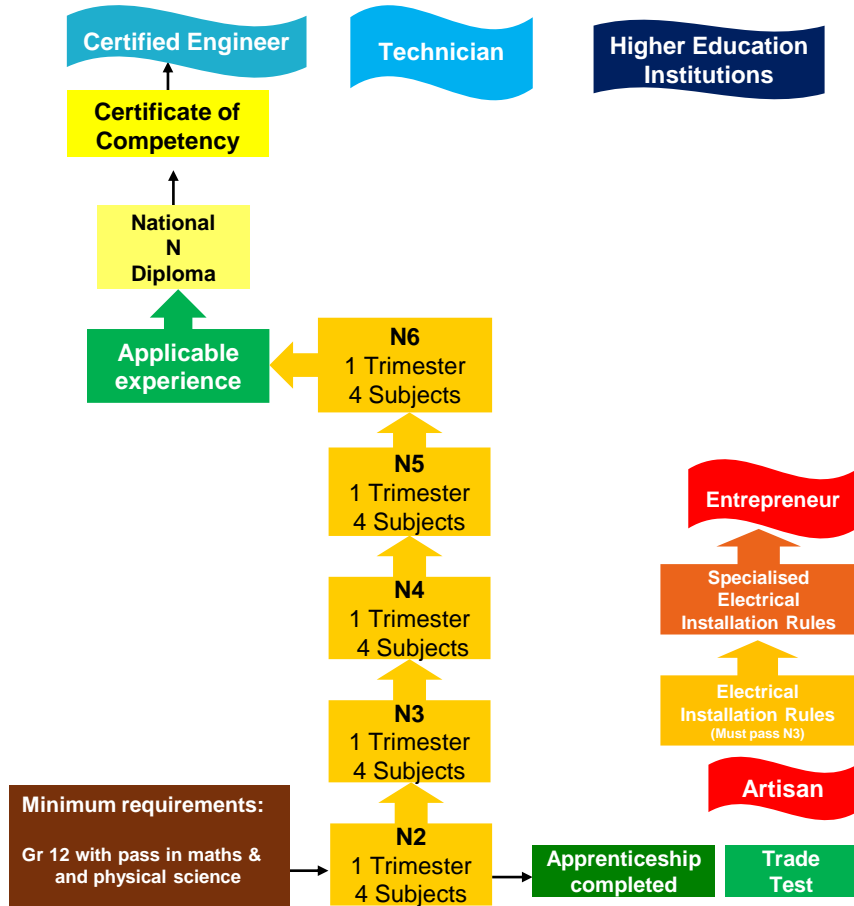 Certified Engineer
Technician
Higher Education
Institutions
Certificate of
Competency
National
N
Diploma
Applicable
experience
N6
1 Trimester
4 Subjects
N5
1 Trimester
4 Subjects
Entrepreneur
N4
1 Trimester
4 Subjects
Specialised
Electrical
Installation Rules
N3
1 Trimester
4 Subjects
Electrical
Installation Rules
(Must pass N3)
Artisan
Minimum requirements:
Gr 12 with pass in maths &
and physical science
N2
1 Trimester
4 Subjects
Apprenticeship
completed
Trade
Test